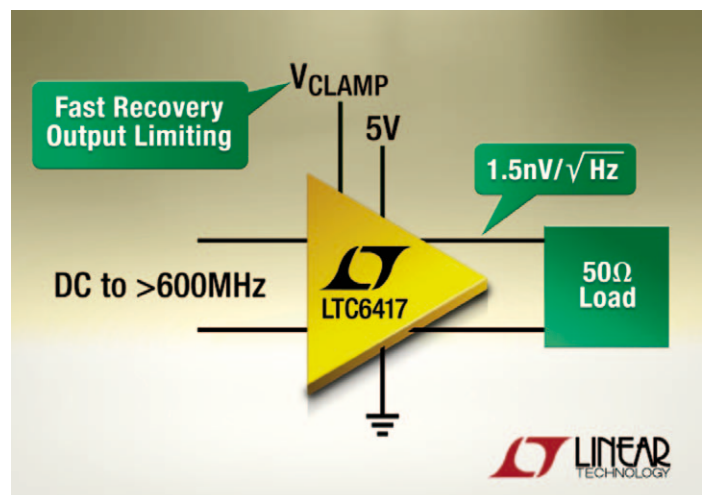 VCLAMP
Fast Recovery
Output Limiting
5V
1.5nV/√Hz
DC to >600MHz
LTC6417
50Ω
Load
LINEAR
TECHNOLOGY